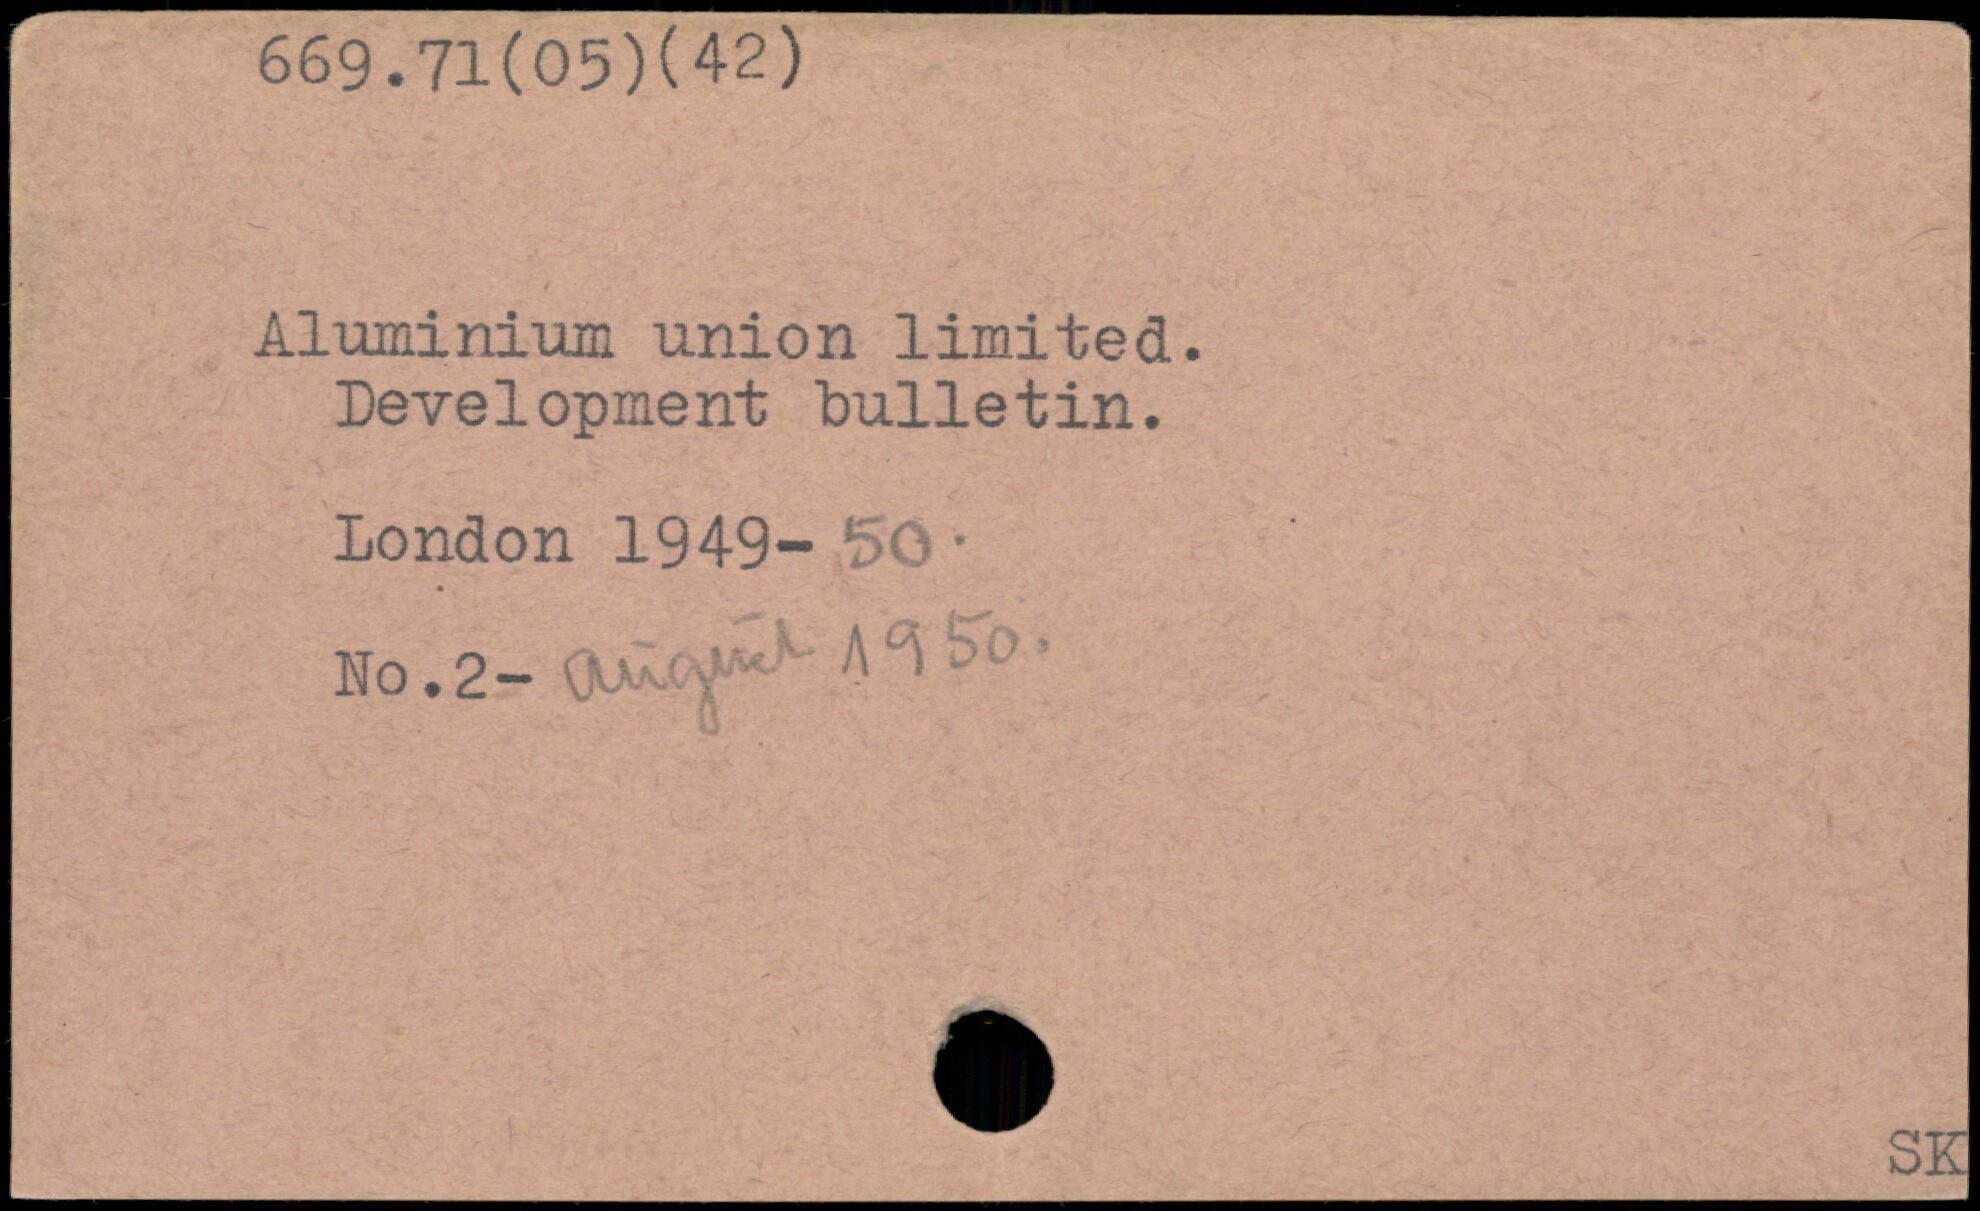 669.71(05)(42)
Aluminium union limited.
Development bulletin.
London 1949- 50.
No.2- august 1950.
SK